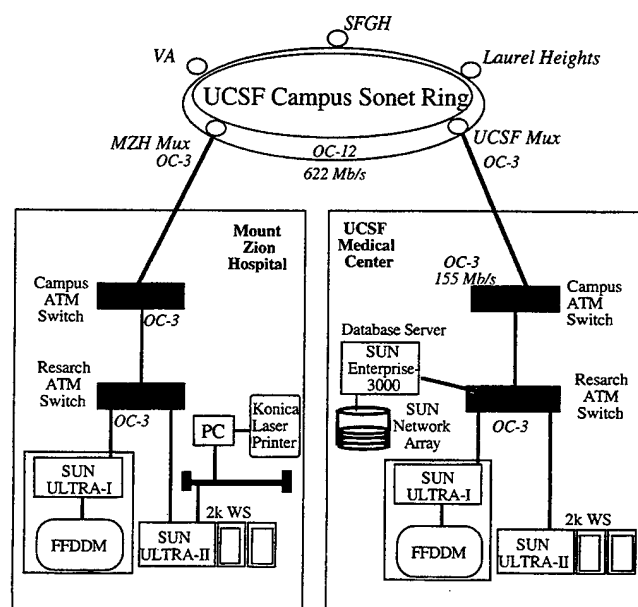 SFGH
VA
Laurel Heights
UCSF Campus Sonet Ring
MZH Mux
OC-3
OC-12
622 Mb/s
UCSF Mux
OC-3
Mount
Zion
Hospital
Campus
ATM
Switch
OC-3
Resarch
ATM
Switch
OC-3
PC
Konica
Laser
Printer
SUN
ULTRA-I
FFDDM
2k WS
SUN
ULTRA-II
UCSF
Medical
Center
OC-3
155 Mb/s
Campus
ATM
Switch
Database Server
SUN
Enterprise-
3000
Resarch
ATM
Switch
OC-3
SUN
Network
Array
SUN
ULTRA-I
FFDDM
2k WS
SUN
ULTRA-II